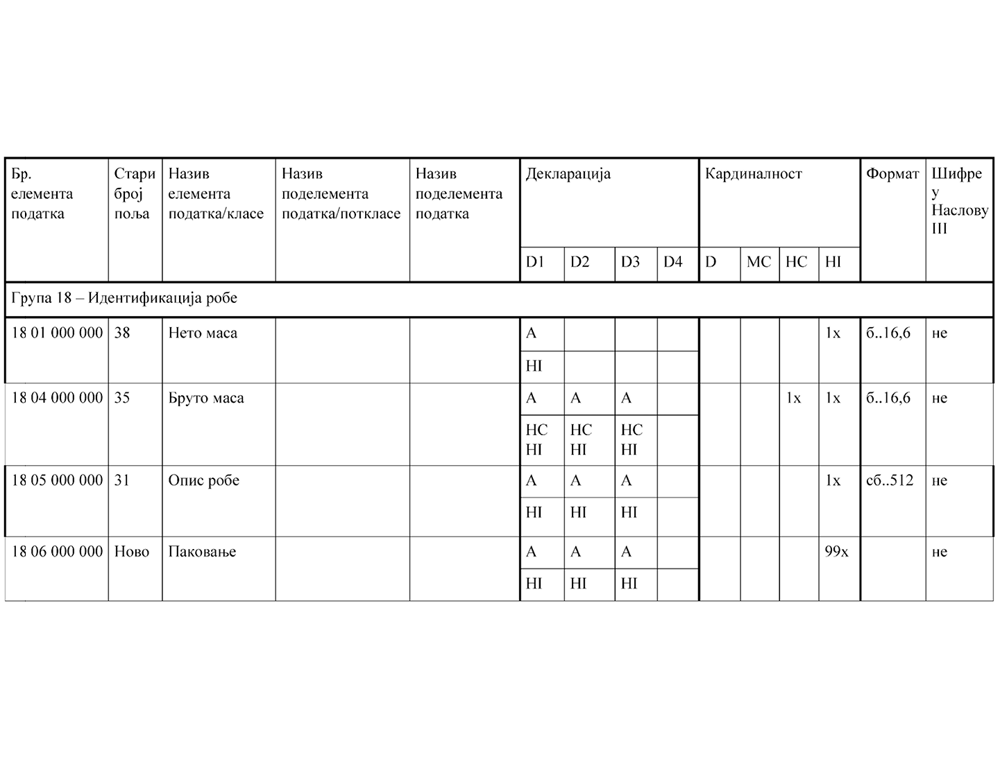 Бр. елемента податка Стари број поља Назив елемента податка/класе Назив поделемента податка/поткласе Назив поделемента податка Декларација Кардиналност Формат Шифре у Наслову III
D1 D2 D3 D4 D MC HC HI
Група 18 – Идентификација робе
18 01 000 000 38 Нето маса A 1x б..16,6 не
HI
18 04 000 000 35 Бруто маса A A A 1x 1x б..16,6 не
HC HC HC
HI HI HI
18 05 000 000 31 Опис робе A A A 1x сб..512 не
HI HI HI
18 06 000 000 Ново Паковање A A A 99x не
HI HI HI